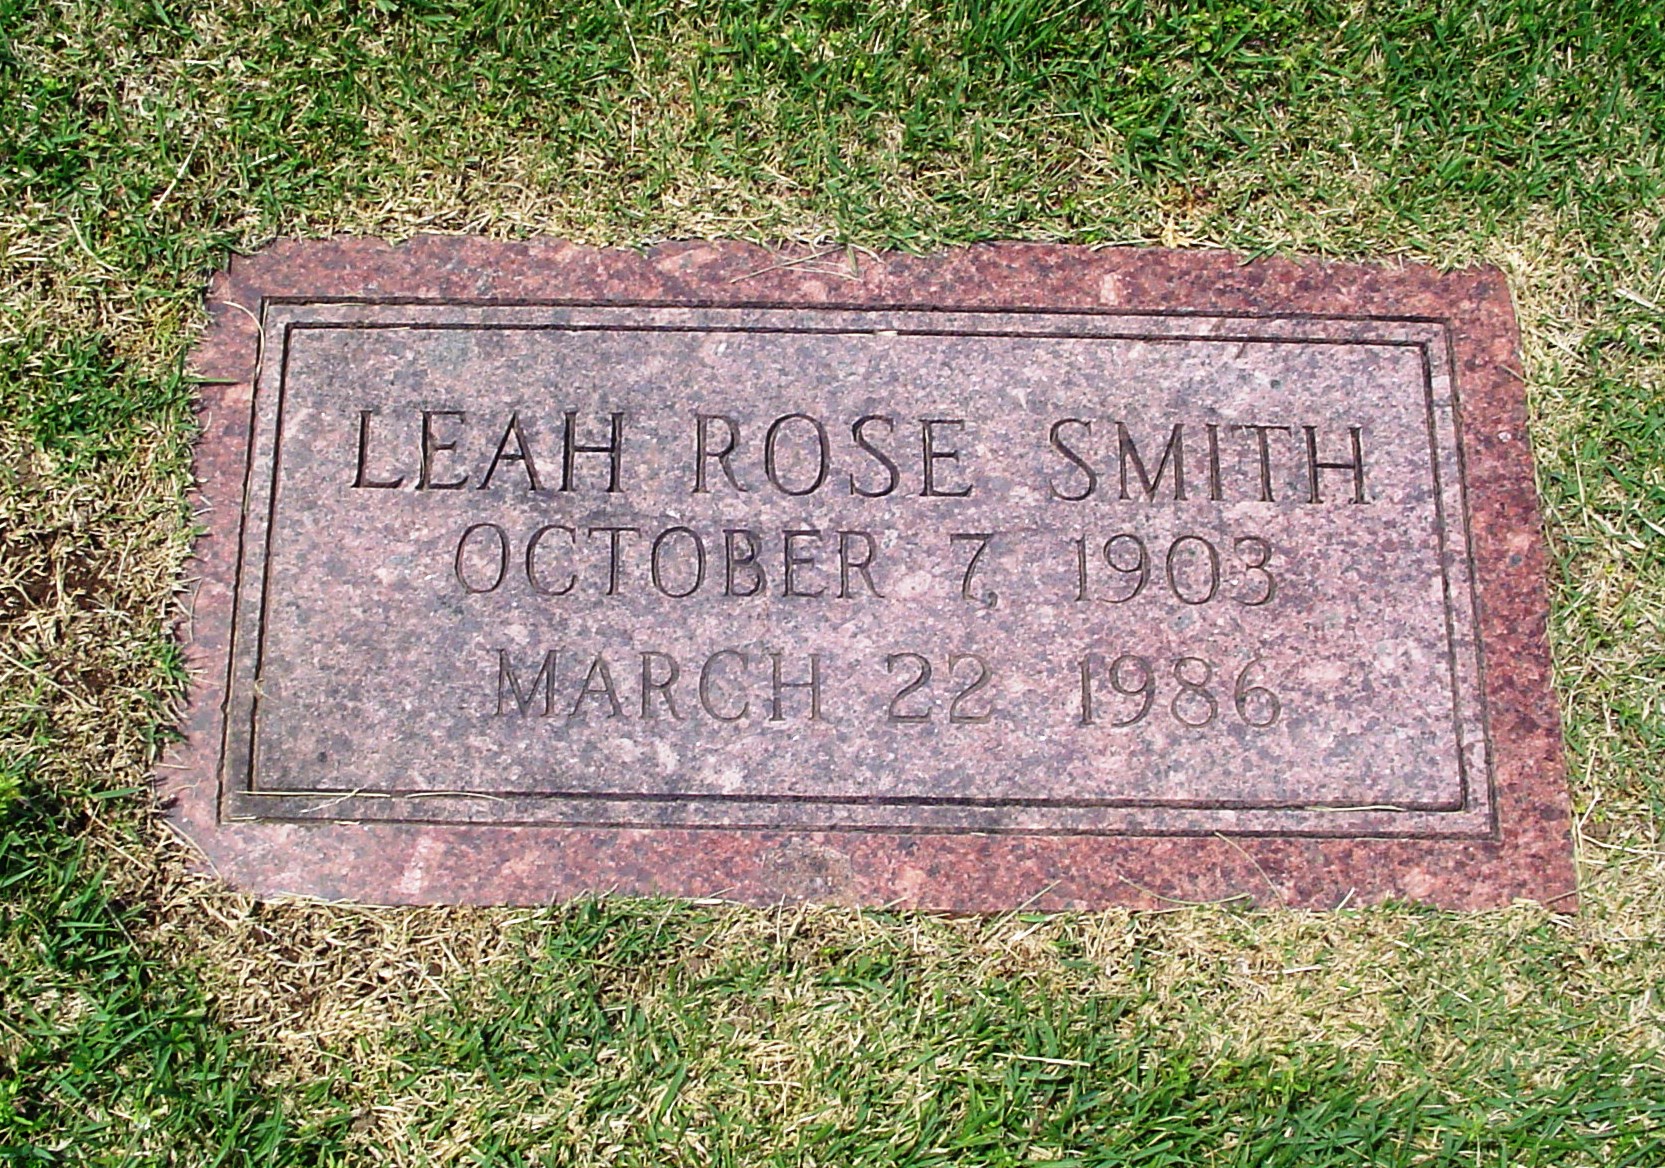 LEAH ROSE SMITH
OCTOBER 7, 1903
MARCH 22 1986